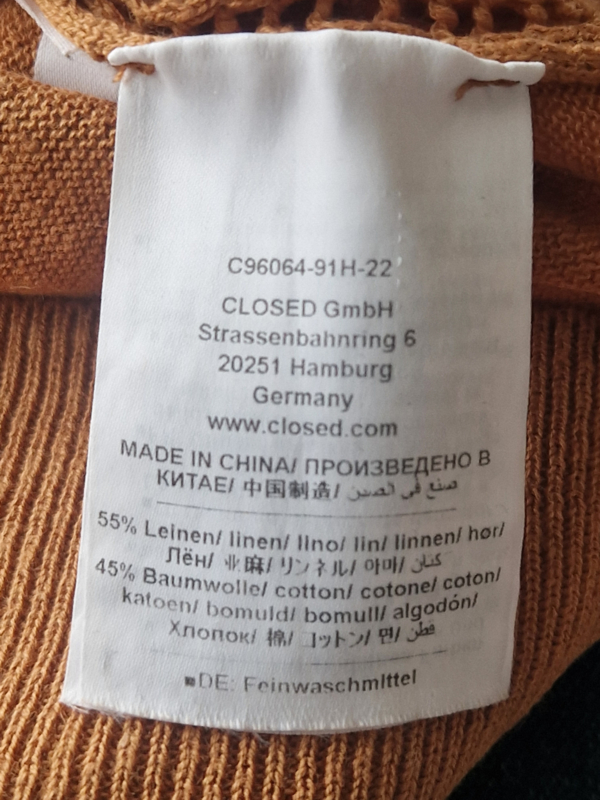 C96064-91H-22
CLOSED GmbH
Strassenbahnring 6
20251 Hamburg
Germany
www.closed.com
MADE IN CHINA/ ПРОИЗВЕДЕНО В
КИТАЕ/ 中国制造/ صنع في الصين
55% Leinen/ linen/ lino/ lin/ linnen/ hør/
Лён/ 亚麻/ リンネル/ 아마/ كتان
45% Baumwolle/ cotton/ cotone/ coton/
katoen/ bomuld/ bomull/ algodón/
Хлопок/ 棉/ コットン/ 면/ قطن
DE: Feinwaschmittel